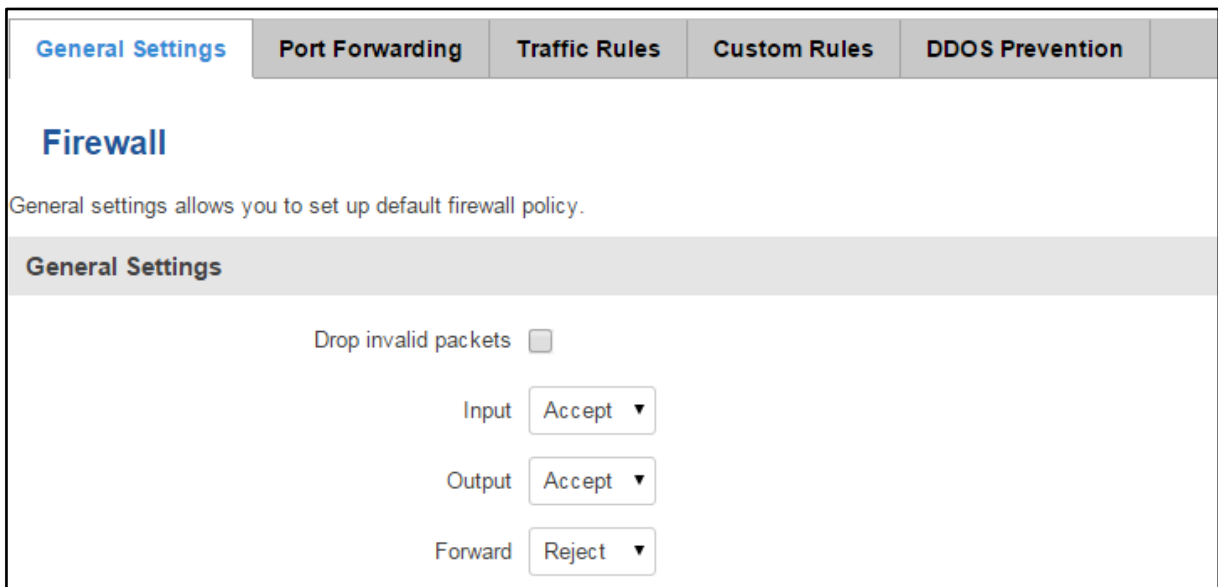 General Settings Port Forwarding Traffic Rules Custom Rules DDOS Prevention
Firewall
General settings allows you to set up default firewall policy.
General Settings
Drop invalid packets
Input Accept
Output Accept
Forward Reject